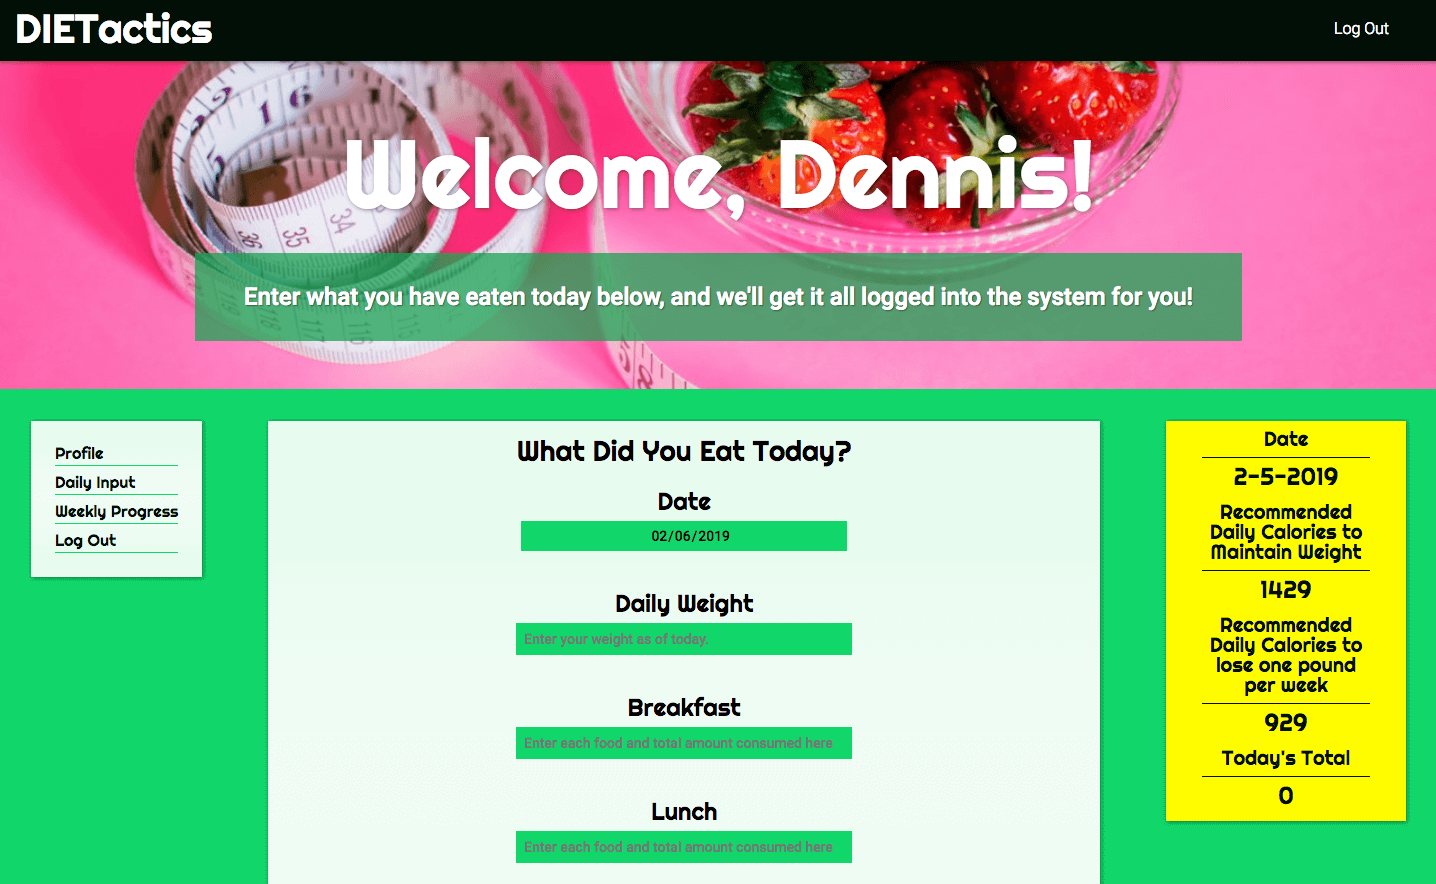 DIETactics
Log Out
16
36
35
34
Welcome, Dennis!
Enter what you have eaten today below, and we'll get it all logged into the system for you!
Profile
Daily Input
Weekly Progress
Log Out
What Did You Eat Today?
Date
02/06/2019
Daily Weight
Enter your weight as of today.
Breakfast
Enter each food and total amount consumed here
Lunch
Enter each food and total amount consumed here
Date
2-5-2019
Recommended
Daily Calories to
Maintain Weight
1429
Recommended
Daily Calories to
lose one pound
per week
929
Today's Total
0